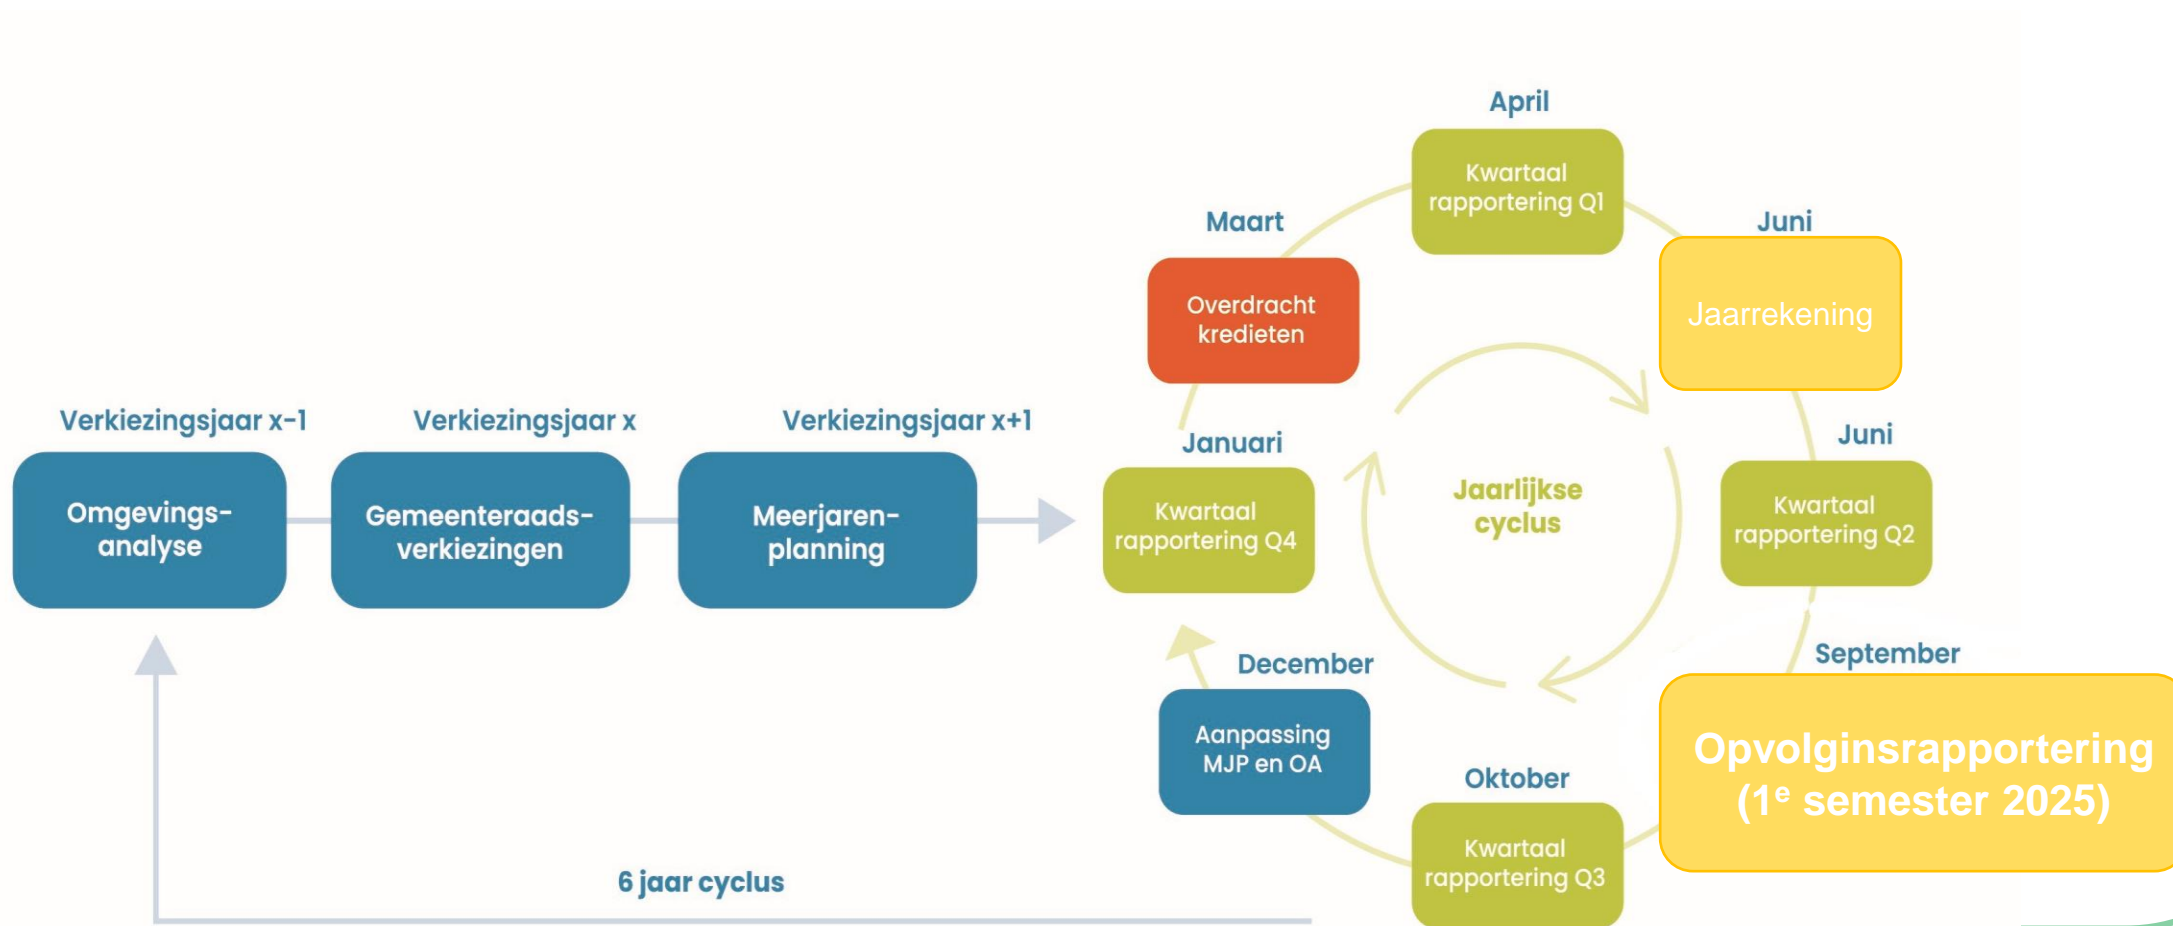 Verkiezingsjaar x-1
Omgevings-
analyse
Verkiezingsjaar x
Gemeenteraads-
verkiezingen
Verkiezingsjaar x+1
Meerjaren-
planning
6 jaar cyclus
Januari
Kwartaal
rapportering Q4
Maart
Overdracht
kredieten
April
Kwartaal
rapportering Q1
Juni
Jaarrekening
Juni
Kwartaal
rapportering Q2
September
Opvolginsrapportering
(1e semester 2025)
Oktober
Kwartaal
rapportering Q3
December
Aanpassing
MJP en OA
Jaarlijkse
cyclus